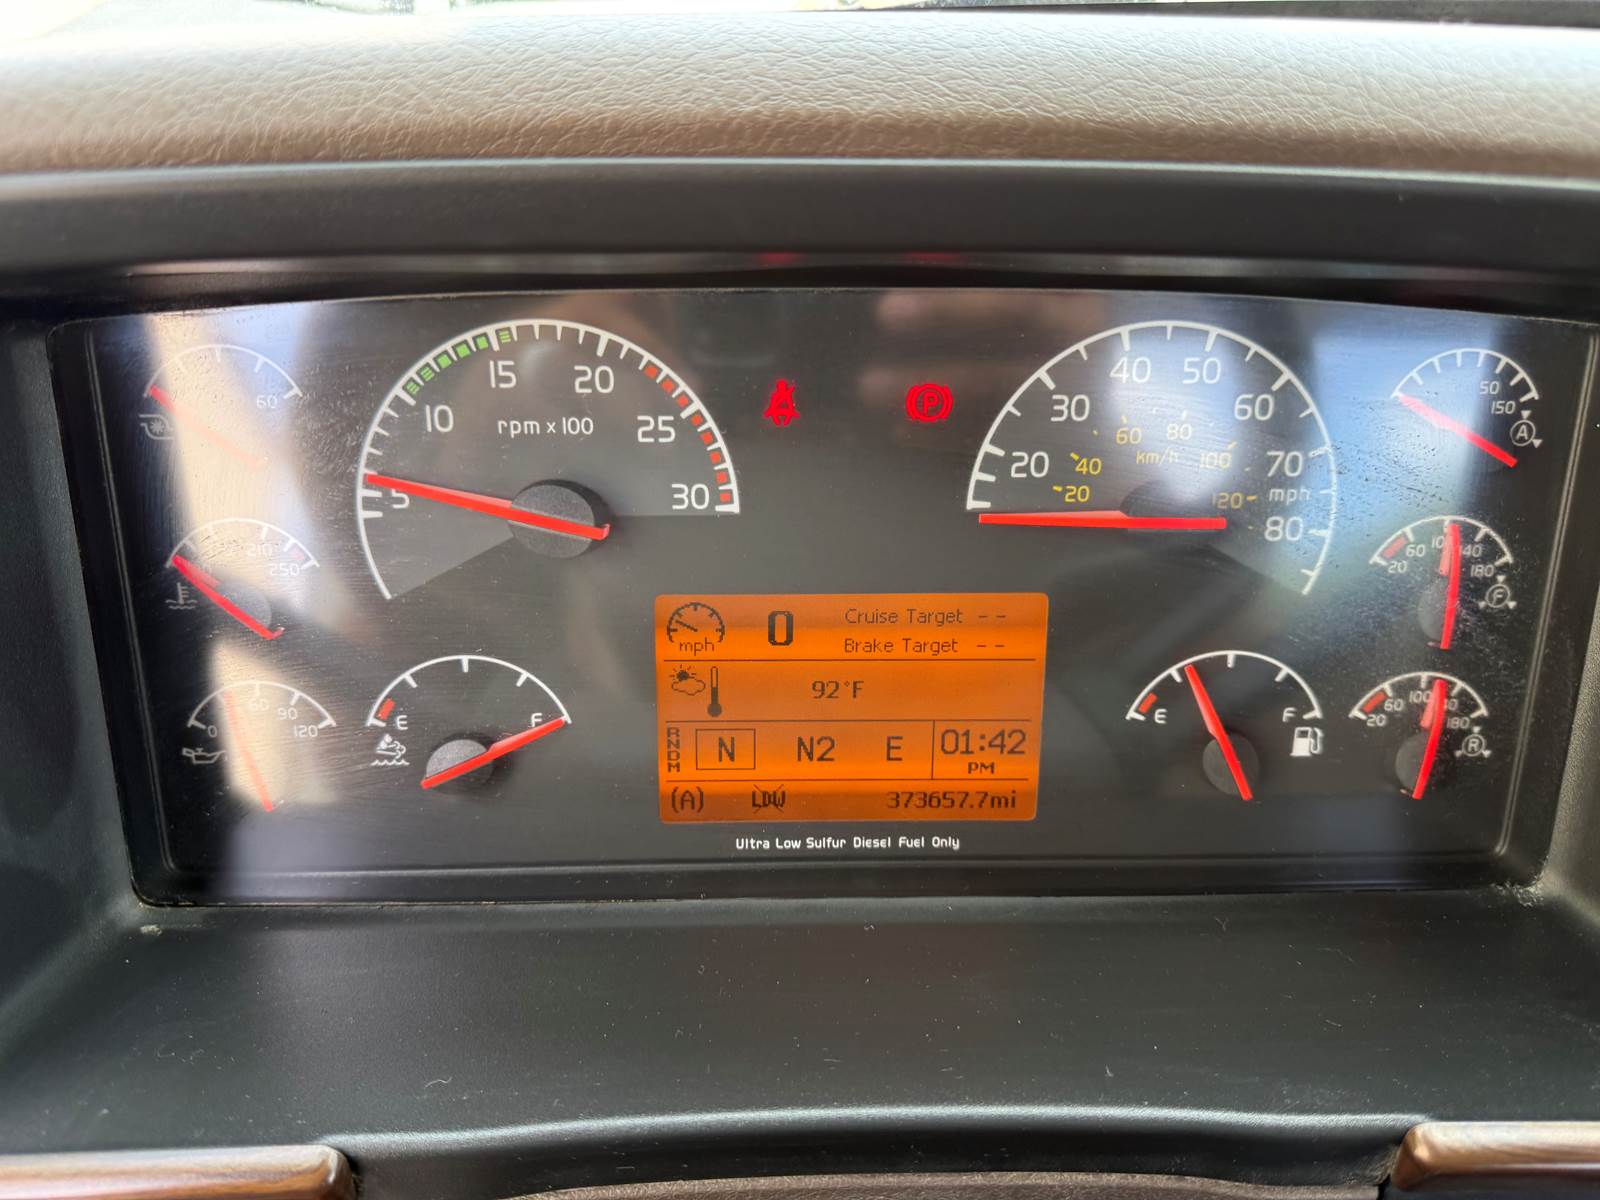 60
15
20
10
rpm x 100
25
5
30
P
40
50
30
60
60
80
km/h
100
20
40
20
70
120
mph
80
50
150
A
210
250
60
140
20
180
F
0
60
90
120
E
F
E
F
60
100
20
180
R
mph
0
Cruise Target --
Brake Target --
92°F
R
N
D
M
N
N2
E
01:42
PM
(A)
LDW
373657.7mi
Ultra Low Sulfur Diesel Fuel Only